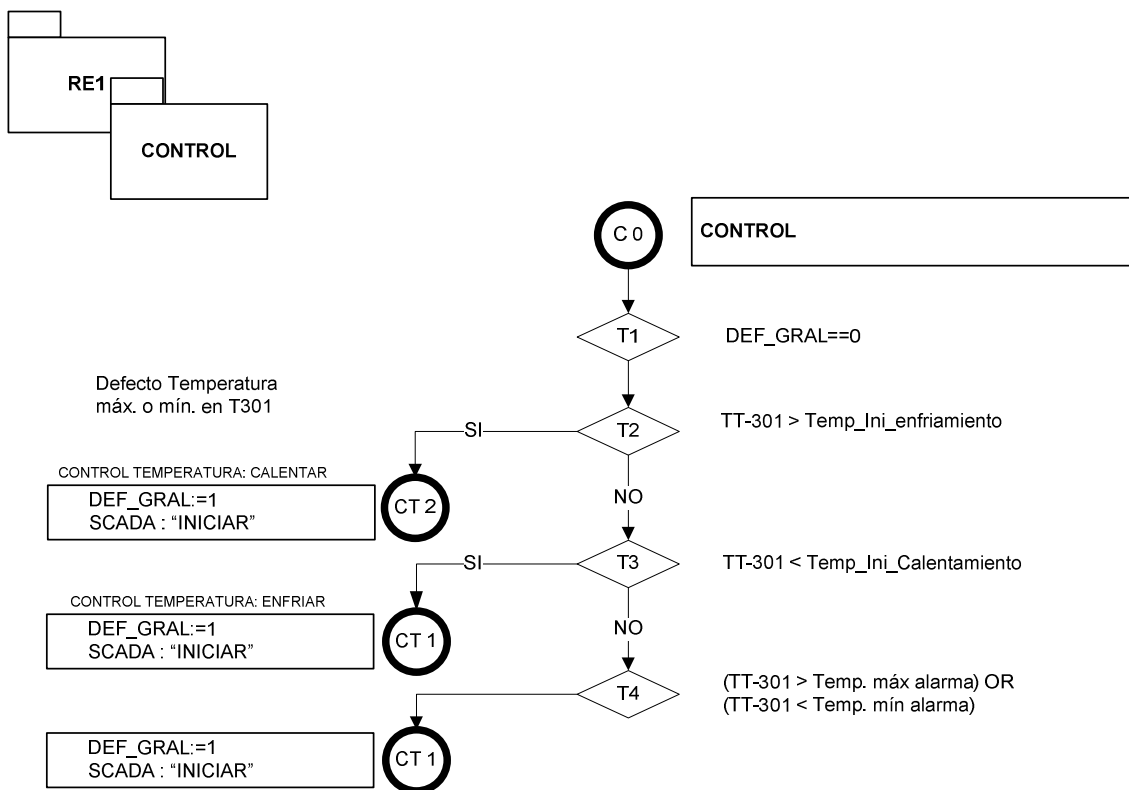 RE1
CONTROL
C 0
CONTROL
T1
DEF_GRAL==0
Defecto Temperatura
máx. o mín. en T301
SI
T2
TT-301 > Temp_Ini_enfriamiento
CONTROL TEMPERATURA: CALENTAR
DEF_GRAL:=1
SCADA : “INICIAR”
CT 2
NO
SI
T3
TT-301 < Temp_Ini_Calentamiento
CONTROL TEMPERATURA: ENFRIAR
DEF_GRAL:=1
SCADA : “INICIAR”
CT 1
NO
T4
(TT-301 > Temp. máx alarma) OR
(TT-301 < Temp. mín alarma)
DEF_GRAL:=1
SCADA : “INICIAR”
CT 1